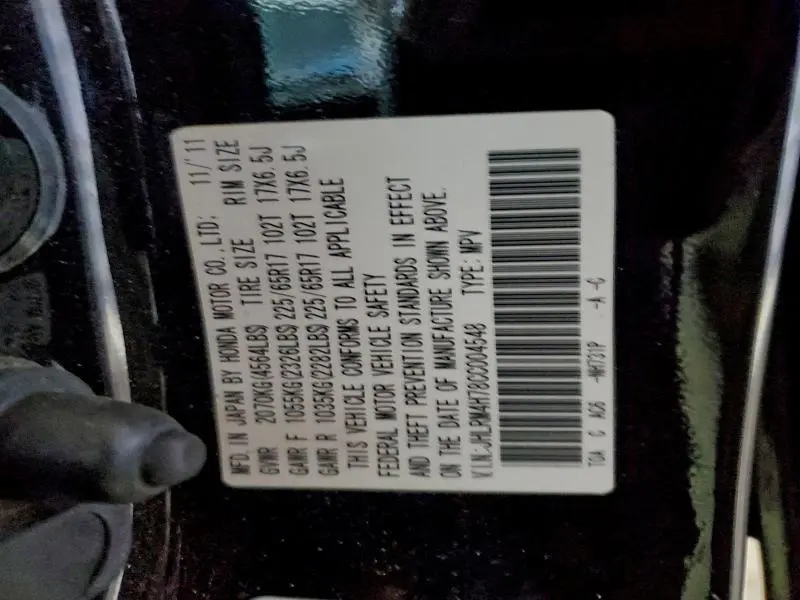 MFD. IN JAPAN BY HONDA MOTOR CO., LTD; 11/'11
GVWR 2070KG(4564LBS) TIRE SIZE RIM SIZE
GAWR F 1055KG(2326LBS)225/65R17 102T 17X6.5J
GAWR R 1035KG(2282LBS)225/65R17 102T 17X6.5J
THIS VEHICLE CONFORMS TO ALL APPLICABLE
FEDERAL MOTOR VEHICLE SAFETY
AND THEFT PREVENTION STANDARDS IN EFFECT
ON THE DATE OF MANUFACTURE SHOWN ABOVE.
V.I.N:JHLRM4H78CC004548 TYPE: MPV
TOA C AC6 -NH731P -A -C